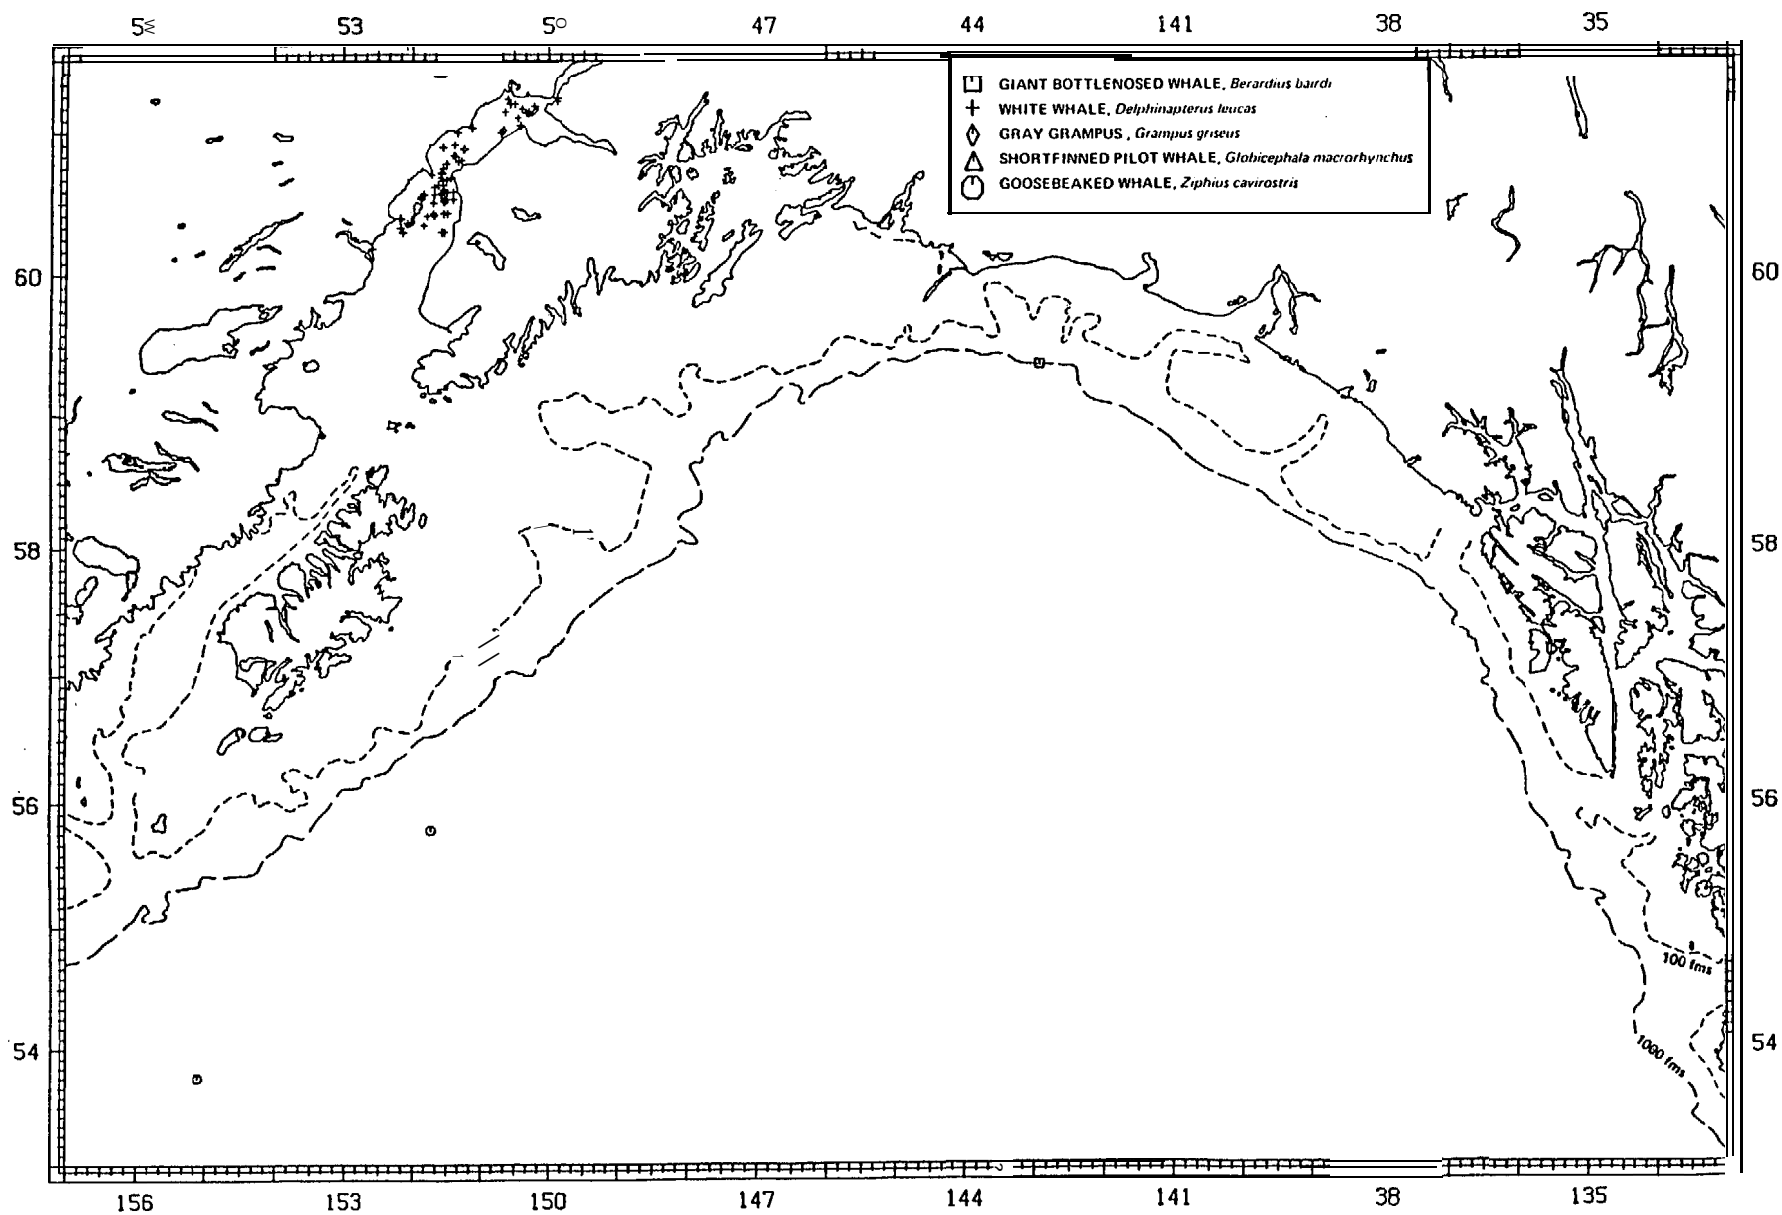 5W 53 50 47 44 141 38 35
GIANT BOTTLENOSED WHALE, Berardius bairdi
WHITE WHALE, Delphinapterus leucas
GRAY GRAMPUS, Grampus griseus
SHORTFINNED PILOT WHALE, Globicephala macrorhynchus
GOOSEBEAKED WHALE, Ziphius cavirostris
60 60
58 58
56 56
100 fms
54 54
1000 fms
156 153 150 147 144 141 38 135